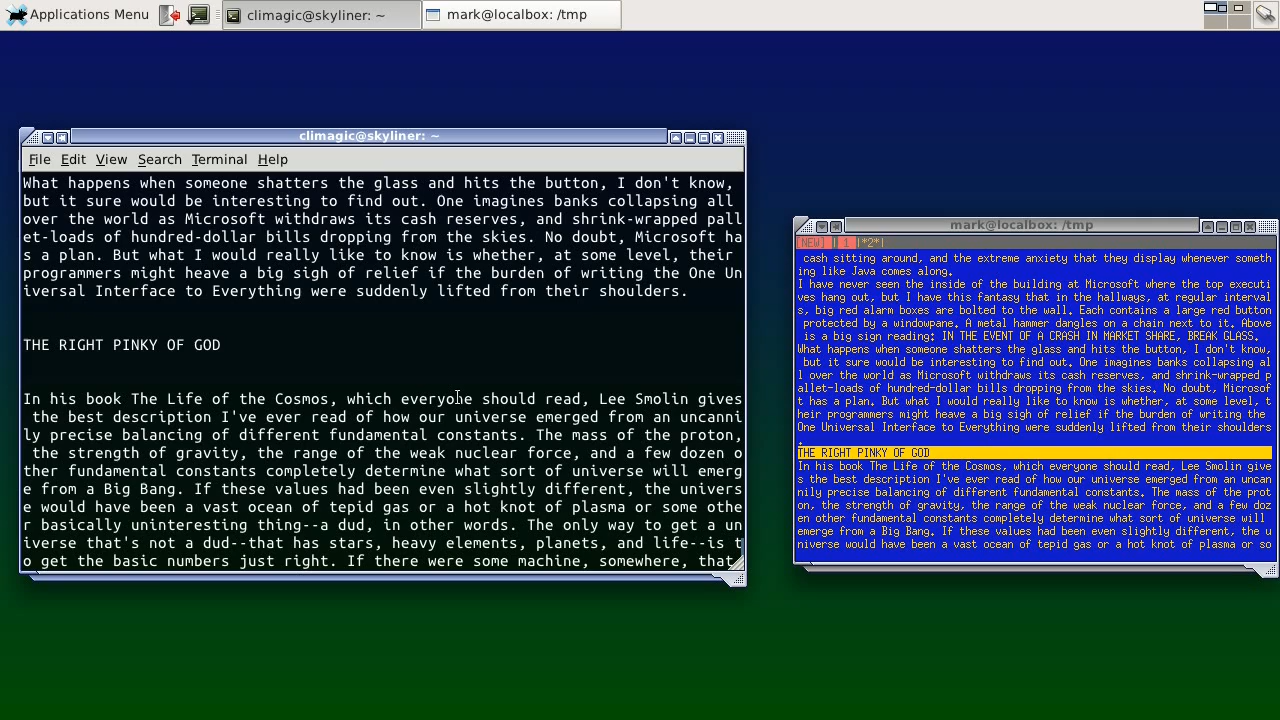 Applications Menu
climagic@skyliner: ~
mark@localbox: /tmp
climagic@skyliner: ~
File Edit View Search Terminal Help
What happens when someone shatters the glass and hits the button, I don't know,
but it sure would be interesting to find out. One imagines banks collapsing all
over the world as Microsoft withdraws its cash reserves, and shrink-wrapped pall
et-loads of hundred-dollar bills dropping from the skies. No doubt, Microsoft ha
s a plan. But what I would really like to know is whether, at some level, their
programmers might heave a big sigh of relief if the burden of writing the One Un
iversal Interface to Everything were suddenly lifted from their shoulders.
THE RIGHT PINKY OF GOD
In his book The Life of the Cosmos, which everyone should read, Lee Smolin gives
the best description I've ever read of how our universe emerged from an uncanni
ly precise balancing of different fundamental constants. The mass of the proton,
the strength of gravity, the range of the weak nuclear force, and a few dozen o
ther fundamental constants completely determine what sort of universe will emerg
e from a Big Bang. If these values had been even slightly different, the univers
e would have been a vast ocean of tepid gas or a hot knot of plasma or some othe
r basically uninteresting thing--a dud, in other words. The only way to get a un
iverse that's not a dud--that has stars, heavy elements, planets, and life--is t
o get the basic numbers just right. If there were some machine, somewhere, that
mark@localbox: /tmp
[NEW] | 1 |*2*|
cash sitting around, and the extreme anxiety that they display whenever someth
ing like Java comes along.
I have never seen the inside of the building at Microsoft where the top executi
ves hang out, but I have this fantasy that in the hallways, at regular interval
s, big red alarm boxes are bolted to the wall. Each contains a large red button
protected by a windowpane. A metal hammer dangles on a chain next to it. Above
is a big sign reading: IN THE EVENT OF A CRASH IN MARKET SHARE, BREAK GLASS.
What happens when someone shatters the glass and hits the button, I don't know,
but it sure would be interesting to find out. One imagines banks collapsing al
l over the world as Microsoft withdraws its cash reserves, and shrink-wrapped p
allet-loads of hundred-dollar bills dropping from the skies. No doubt, Microsof
t has a plan. But what I would really like to know is whether, at some level, t
heir programmers might heave a big sigh of relief if the burden of writing the
One Universal Interface to Everything were suddenly lifted from their shoulders
.
THE RIGHT PINKY OF GOD
In his book The Life of the Cosmos, which everyone should read, Lee Smolin give
s the best description I've ever read of how our universe emerged from an uncan
nily precise balancing of different fundamental constants. The mass of the prot
on, the strength of gravity, the range of the weak nuclear force, and a few doz
en other fundamental constants completely determine what sort of universe will
emerge from a Big Bang. If these values had been even slightly different, the u
niverse would have been a vast ocean of tepid gas or a hot knot of plasma or so